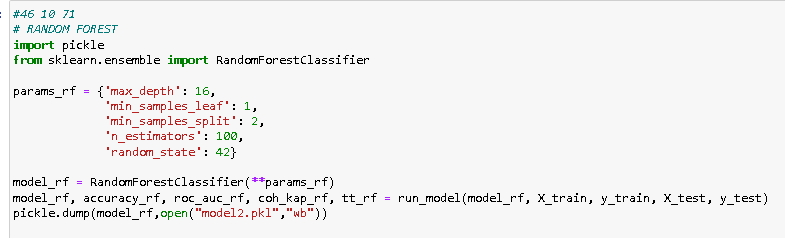 #46 10 71
# RANDOM FOREST
import pickle
from sklearn.ensemble import RandomForestClassifier
params_rf = {'max_depth': 16,
'min_samples_leaf': 1,
'min_samples_split': 2,
'n_estimators': 100,
'random_state': 42}
model_rf = RandomForestClassifier(**params_rf)
model_rf, accuracy_rf, roc_auc_rf, coh_kap_rf, tt_rf = run_model(model_rf, X_train, y_train, X_test, y_test)
pickle.dump(model_rf,open("model2.pkl","wb"))